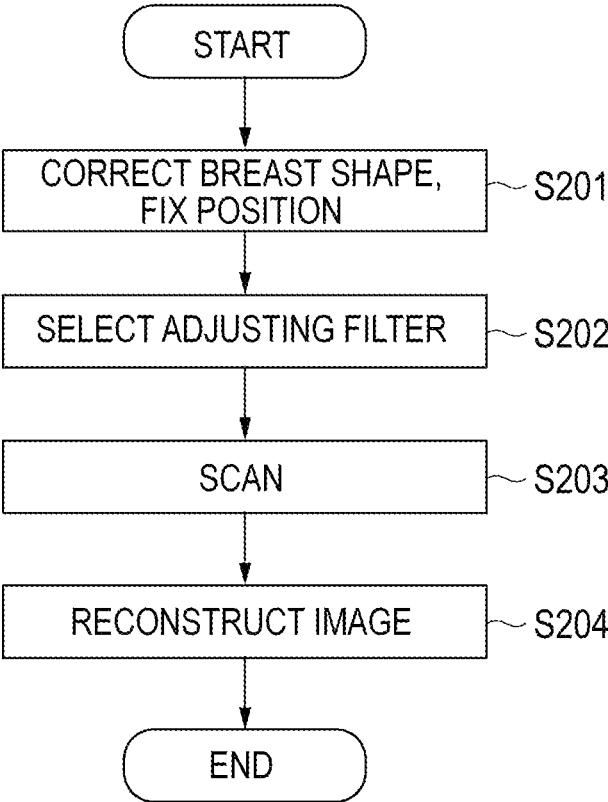 START
CORRECT BREAST SHAPE,
FIX POSITION
S201
SELECT ADJUSTING FILTER
S202
SCAN
S203
RECONSTRUCT IMAGE
S204
END